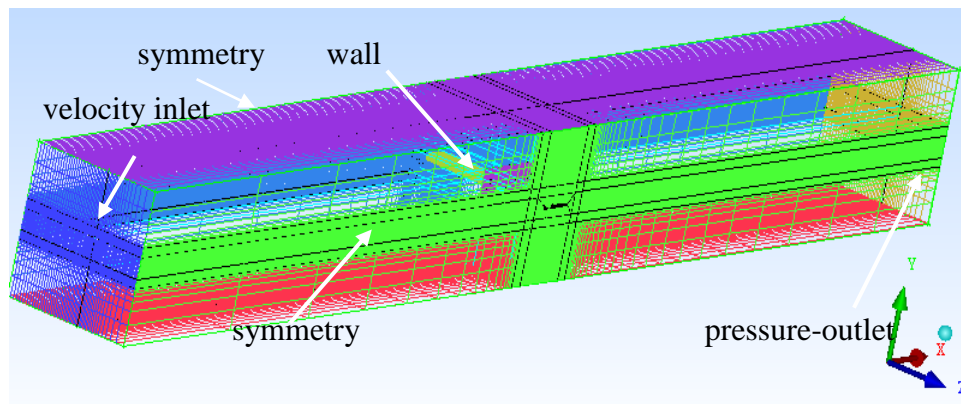 symmetry
wall
velocity inlet
symmetry
pressure-outlet
Y
X
Z